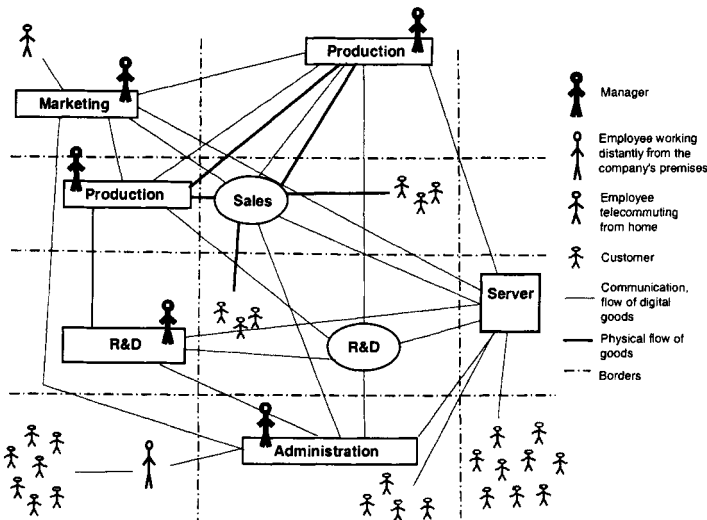 Production
Marketing
Production
Sales
Server
R&D
R&D
Administration
Manager
Employee working
distantly from the
company's premises
Employee
telecommuting
from home
Customer
Communication,
flow of digital
goods
Physical flow of
goods
Borders